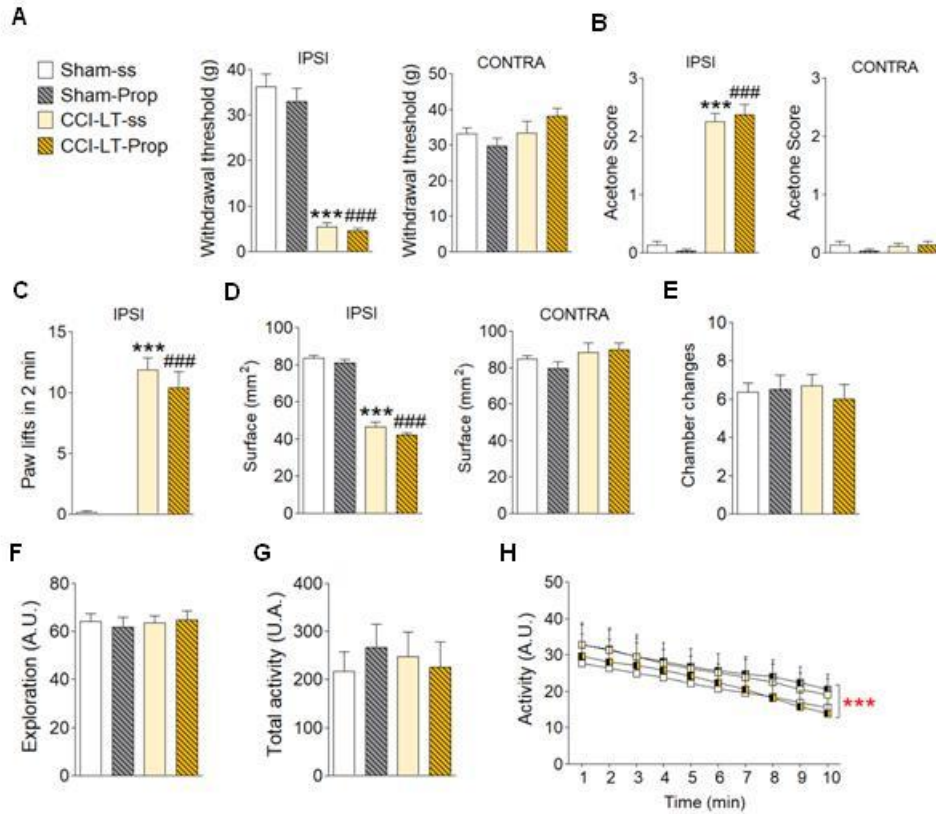 A
Sham-ss
Sham-Prop
CCI-LT-ss
CCI-LT-Prop
IPSI
Withdrawal threshold (g)
40
30
20
10
0
***
###
CONTRA
Withdrawal threshold (g)
50
40
30
20
10
0
B
IPSI
Acetone Score
3
2
1
0
***
###
CONTRA
Acetone Score
3
2
1
0
C
IPSI
Paw lifts in 2 min
15
10
5
0
***
###
D
IPSI
Surface (mm²)
100
80
60
40
20
0
***
###
CONTRA
Surface (mm²)
100
80
60
40
20
0
E
Chamber changes
8
6
4
2
0
F
Exploration (A.U.)
80
60
40
20
0
G
Total activity (U.A.)
400
300
200
100
0
H
Activity (A.U.)
50
40
30
20
10
0
***
1 2 3 4 5 6 7 8 9 10
Time (min)